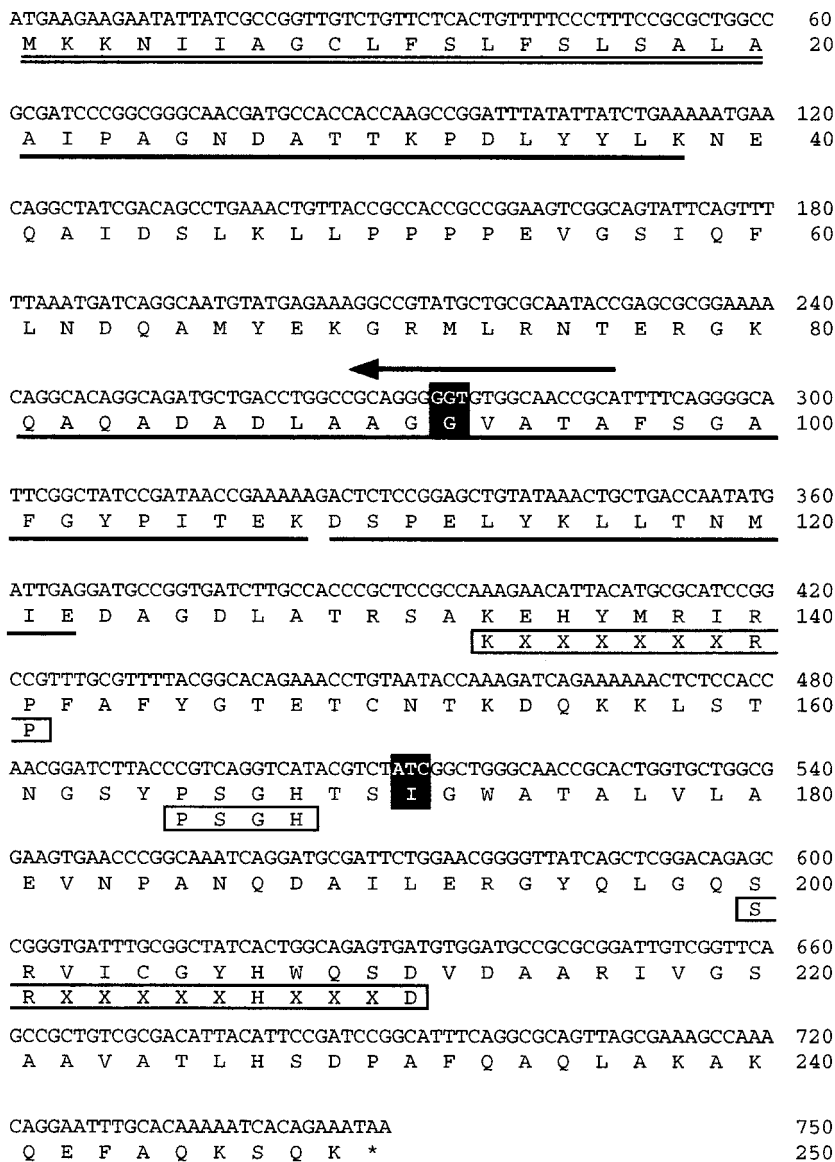 ATGAAGAAGAATATTATCGCCGGTTGTCTGTTCTCACTGTTTTCCCTTTCCGCGCTGGCC 60
M K K N I I A G C L F S L F S L S A L A 20
GCGATCCCGGCGGGCAACGATGCCACCACCAAGCCGGATTTATATTATCTGAAAAATGAA 120
A I P A G N D A T T K P D L Y Y L K N E 40
CAGGCTATCGACAGCCTGAAACTGTTACCGCCACCGCCGGAAGTCGGCAGTATTCAGTTT 180
Q A I D S L K L L P P P P E V G S I Q F 60
TTAAATGATCAGGCAATGTATGAGAAAGGCCGTATGCTGCGCAATACCGAGCGCGGAAAA 240
L N D Q A M Y E K G R M L R N T E R G K 80
CAGGCACAGGCAGATGCTGACCTGGCCGCAGGGGGTGTGGCAACCGCATTTTCAGGGGCA 300
Q A Q A D A D L A A G G V A T A F S G A 100
TTCGGCTATCCGATAACCGAAAAAGACTCTCCGGAGCTGTATAAACTGCTGACCAATATG 360
F G Y P I T E K D S P E L Y K L L T N M 120
ATTGAGGATGCCGGTGATCTTGCCACCCGCTCCGCCAAAGAACATTACATGCGCATCCGG 420
I E D A G D L A T R S A K E H Y M R I R 140
K X X X X X X R
CCGTTTGCGTTTTACGGCACAGAAACCTGTAATACCAAAGATCAGAAAAAACTCTCCACC 480
P F A F Y G T E T C N T K D Q K K L S T 160
P
AACGGATCTTACCCGTCAGGTCATACGTCTATCGGCTGGGCAACCGCACTGGTGCTGGCG 540
N G S Y P S G H T S I G W A T A L V L A 180
P S G H
GAAGTGAACCCGGCAAATCAGGATGCGATTCTGGAACGGGGTTATCAGCTCGGACAGAGC 600
E V N P A N Q D A I L E R G Y Q L G Q S 200
S
CGGGTGATTTGCGGCTATCACTGGCAGAGTGATGTGGATGCCGCGCGGATTGTCGGTTCA 660
R V I C G Y H W Q S D V D A A R I V G S 220
R X X X X X H X X X D
GCCGCTGTCGCGACATTACATTCCGATCCGGCATTTCAGGCGCAGTTAGCGAAAGCCAAA 720
A A V A T L H S D P A F Q A Q L A K A K 240
CAGGAATTTGCACAAAAATCACAGAAATAA 750
Q E F A Q K S Q K * 250